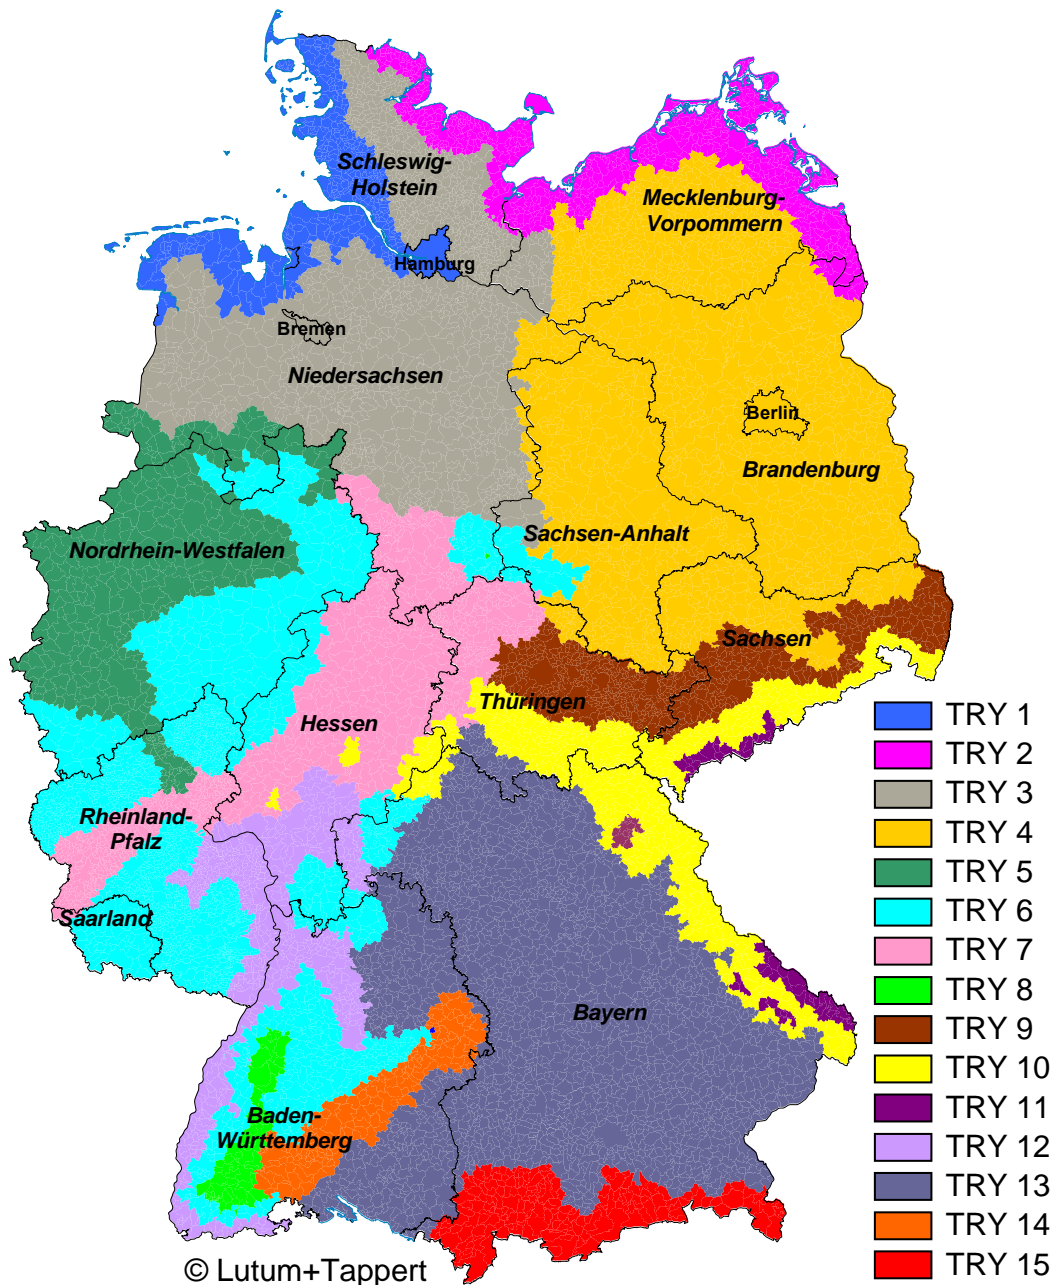 Schleswig-
Holstein
Mecklenburg-
Vorpommern
Hamburg
Bremen
Niedersachsen
Berlin
Brandenburg
Sachsen-Anhalt
Nordrhein-Westfalen
Sachsen
Thüringen
Hessen
Rheinland-
Pfalz
Saarland
Bayern
Baden-
Württemberg
TRY 1
TRY 2
TRY 3
TRY 4
TRY 5
TRY 6
TRY 7
TRY 8
TRY 9
TRY 10
TRY 11
TRY 12
TRY 13
TRY 14
TRY 15
© Lutum+Tappert